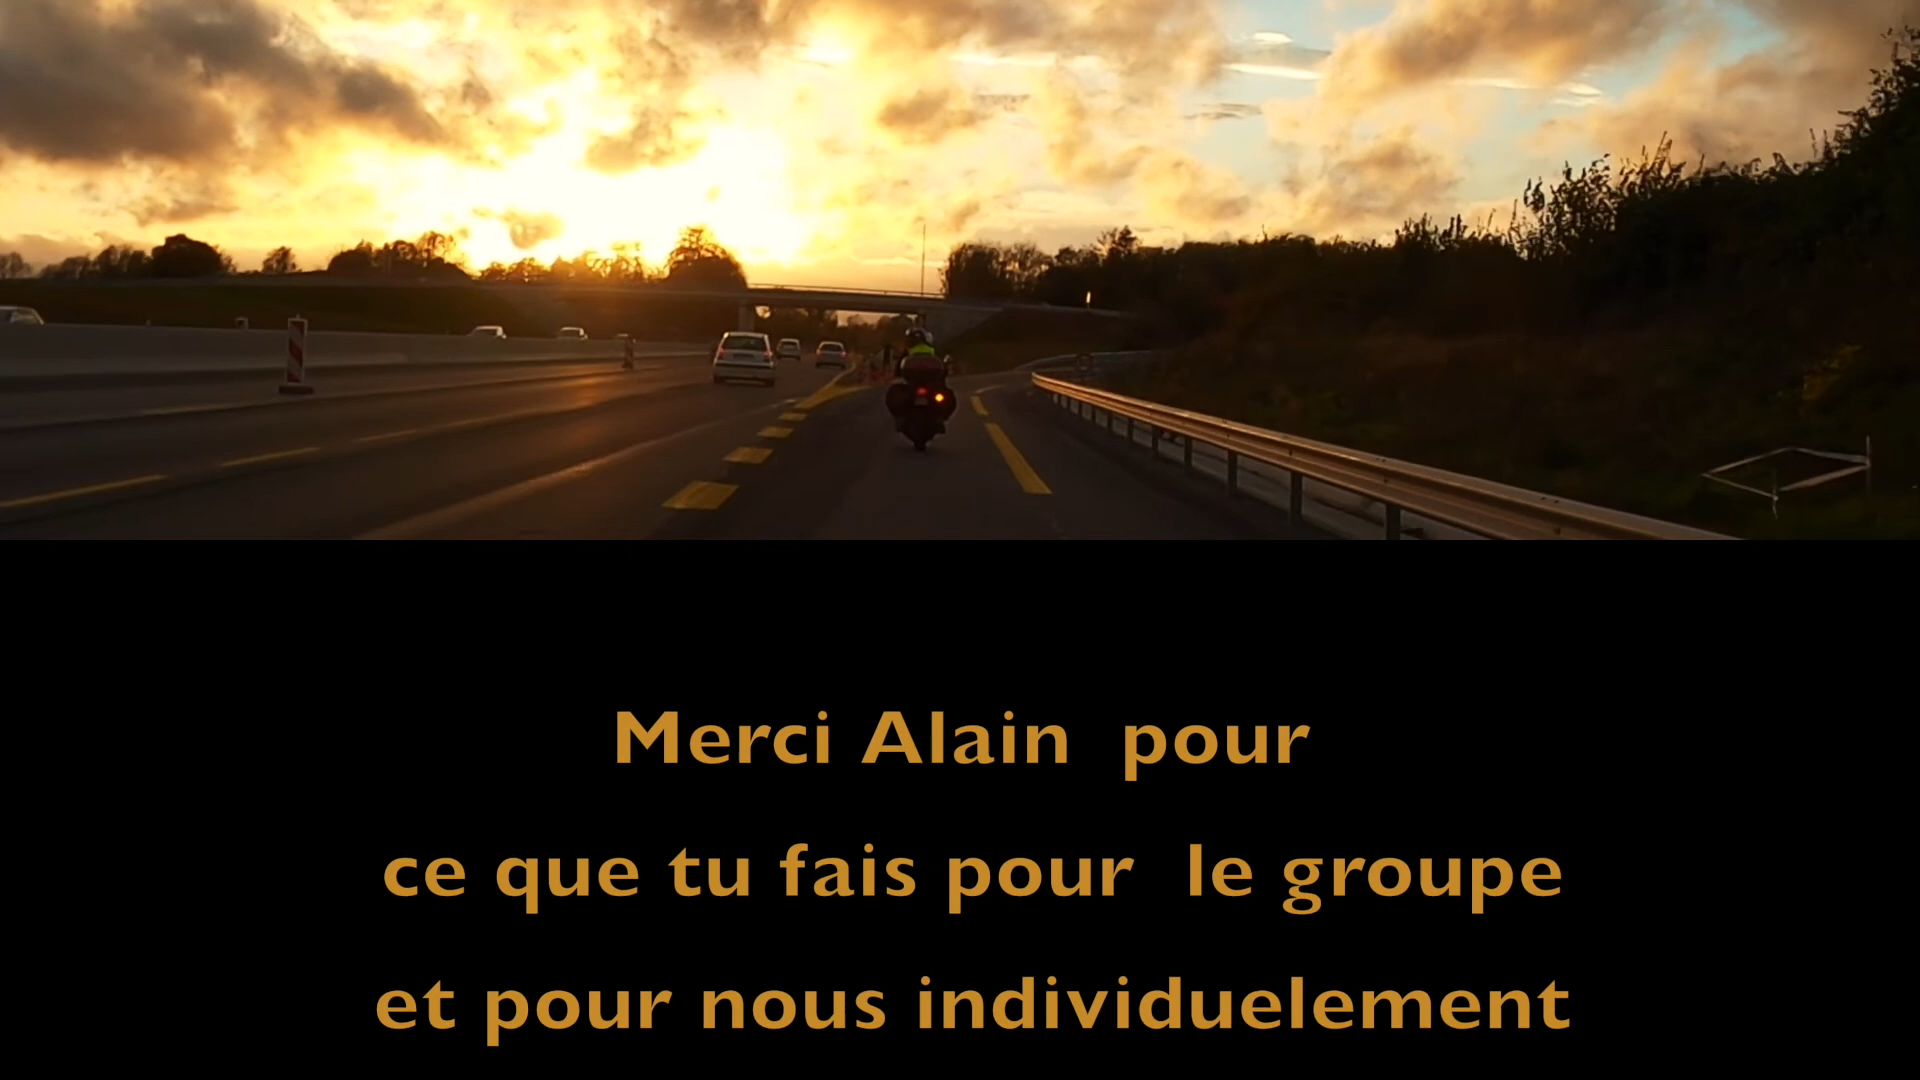 Merci Alain pour
ce que tu fais pour le groupe
et pour nous individuelement